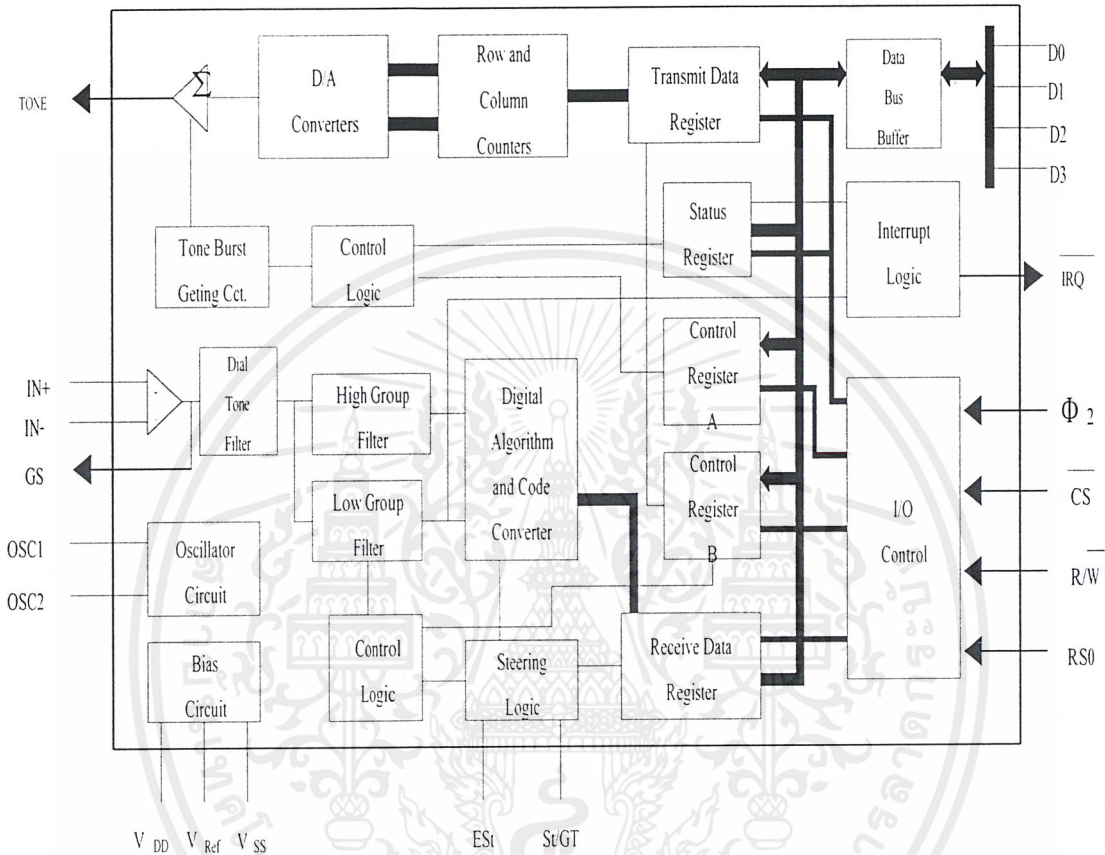 TONE
Σ
D/A
Converters
Row and
Column
Counters
Transmit Data
Register
Data
Bus
Buffer
D0
D1
D2
D3
Tone Burst
Geting Cct.
Control
Logic
Status
Register
Interrupt
Logic
IRQ
IN+
IN-
GS
Dial
Tone
Filter
High Group
Filter
Low Group
Filter
Digital
Algorithm
and Code
Converter
Control
Register
A
Control
Register
B
I/O
Control
Φ 2
CS
R/W
RS0
OSC1
OSC2
Oscillator
Circuit
Bias
Circuit
Control
Logic
Steering
Logic
Receive Data
Register
V DD
V Ref
V SS
ESt
St/GT